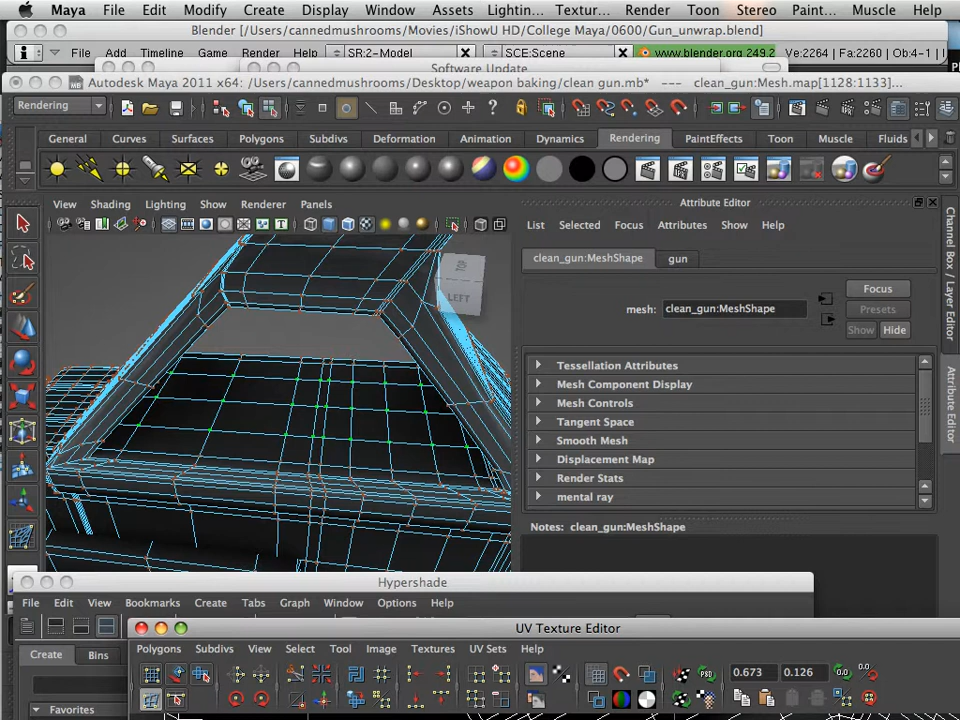 Maya File Edit Modify Create Display Window Assets Lightin... Textur... Render Toon Stereo Paint... Muscle Help
Blender [/Users/cannedmushrooms/Movies/iShowU HD/College Maya/0600/Gun_unwrap.blend]
File Add Timeline Game Render Help SR:2-Model SCE:Scene www.blender.org 249.2 Ve:2264 | Fa:2260 | Ob:4-1 |
Software Update
Autodesk Maya 2011 x64: /Users/cannedmushrooms/Desktop/weapon baking/clean gun.mb* --- clean_gun:Mesh.map[1128:1133]...
Rendering
General Curves Surfaces Polygons Subdivs Deformation Animation Dynamics Rendering PaintEffects Toon Muscle Fluids
View Shading Lighting Show Renderer Panels
Attribute Editor
List Selected Focus Attributes Show Help
clean_gun:MeshShape gun
LEFT
mesh: clean_gun:MeshShape
Focus
Presets
Show Hide
Tessellation Attributes
Mesh Component Display
Mesh Controls
Tangent Space
Smooth Mesh
Displacement Map
Render Stats
mental ray
Notes: clean_gun:MeshShape
Channel Box / Layer Editor
Attribute Editor
Hypershade
File Edit View Bookmarks Create Tabs Graph Window Options Help
Create Bins
Favorites
UV Texture Editor
Polygons Subdivs View Select Tool Image Textures UV Sets Help
PSD 0.673 0.126